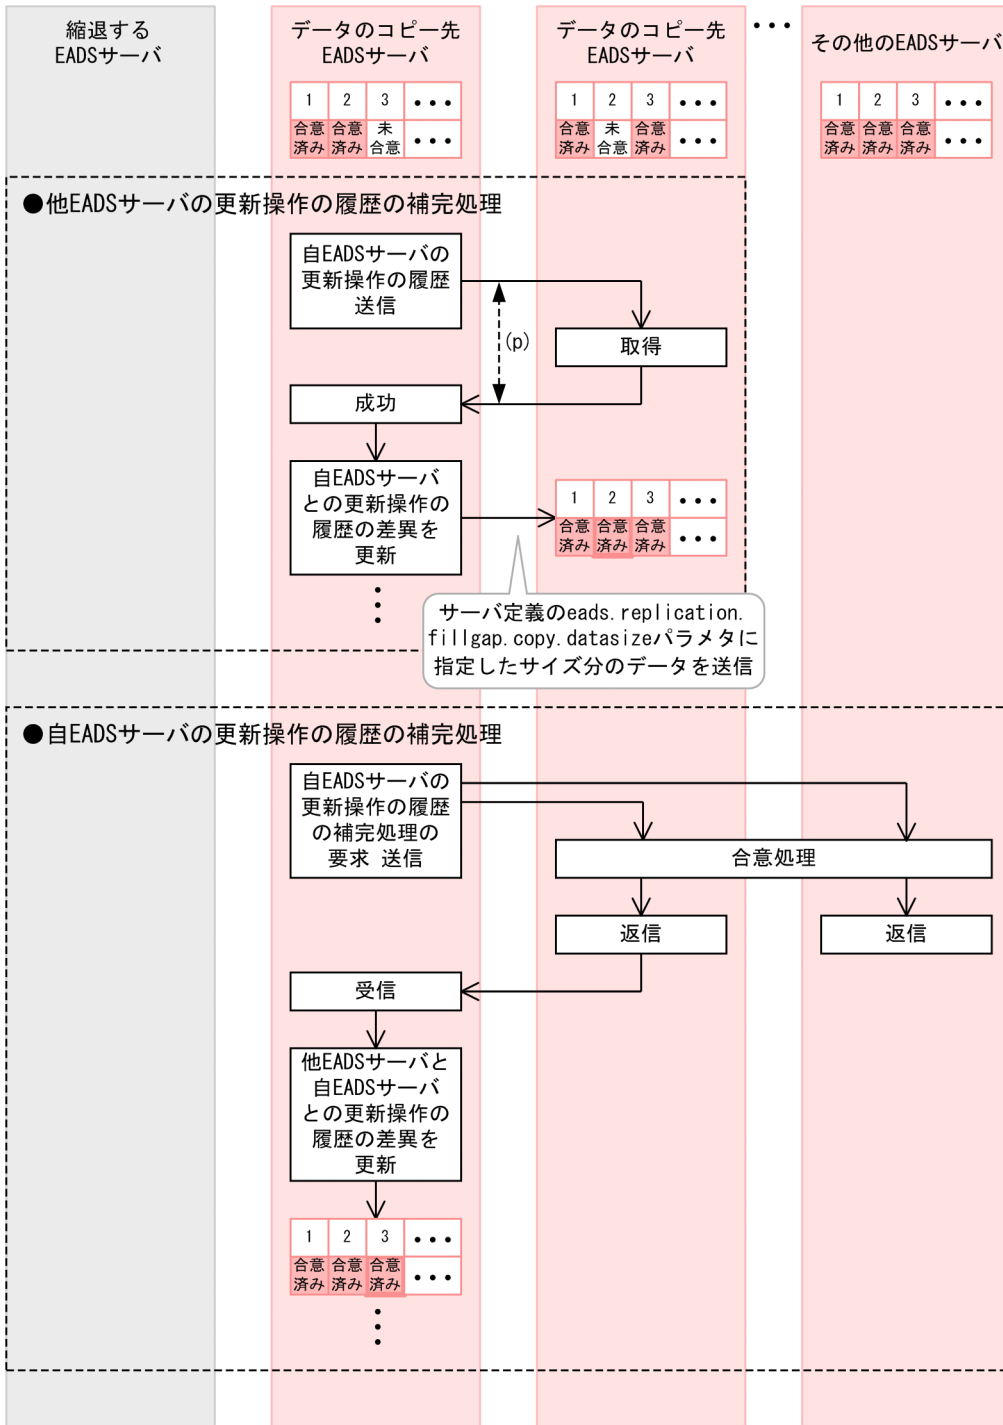 縮退する
EADSサーバ
データのコピー先
EADSサーバ
データのコピー先
EADSサーバ
•••
その他のEADSサーバ
1 2 3 •••
合意済み 合意済み 未合意 •••
1 2 3 •••
合意済み 未合意 合意済み •••
1 2 3 •••
合意済み 合意済み 合意済み •••
●他EADSサーバの更新操作の履歴の補完処理
自EADSサーバの
更新操作の履歴
送信
(p)
取得
成功
自EADSサーバ
との更新操作の
履歴の差異を
更新
1 2 3 •••
合意済み 合意済み 合意済み •••
サーバ定義のeads.replication.
fillgap.copy.datasizeパラメタに
指定したサイズ分のデータを送信
●自EADSサーバの更新操作の履歴の補完処理
自EADSサーバの
更新操作の履歴
の補完処理の
要求 送信
合意処理
返信
返信
受信
他EADSサーバと
自EADSサーバ
との更新操作の
履歴の差異を
更新
1 2 3 •••
合意済み 合意済み 合意済み •••